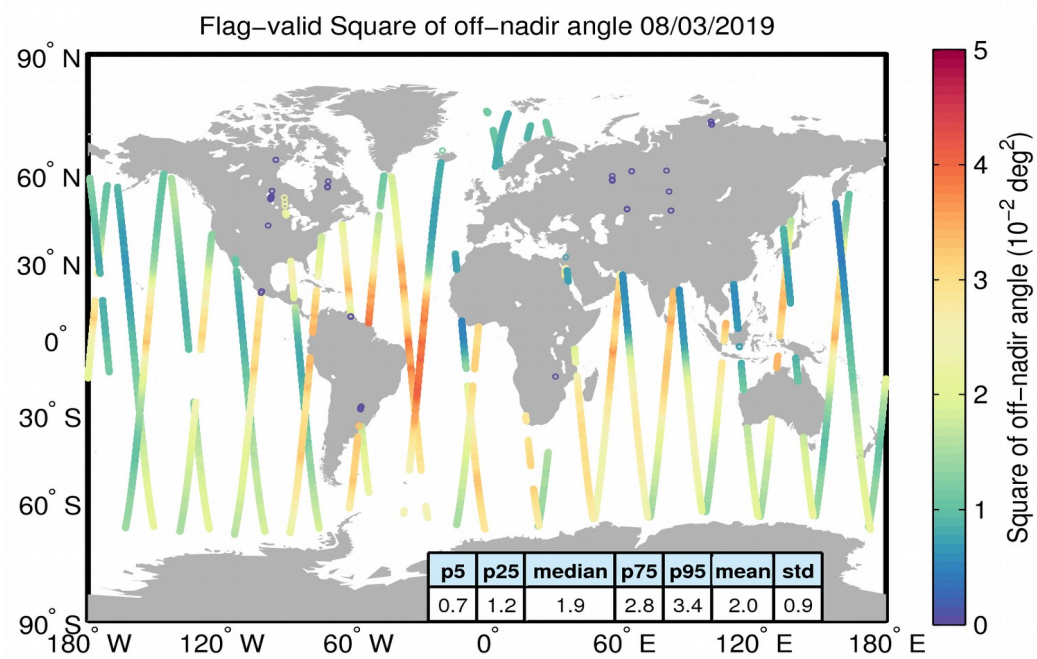 Flag−valid Square of off−nadir angle 08/03/2019
90° N
60° N
30° N
0°
30° S
60° S
90° S
180° W
120° W
60° W
0°
60° E
120° E
180° E
p5 p25 median p75 p95 mean std
0.7 1.2 1.9 2.8 3.4 2.0 0.9
5
4
3
2
1
0
Square of off−nadir angle (10⁻² deg²)